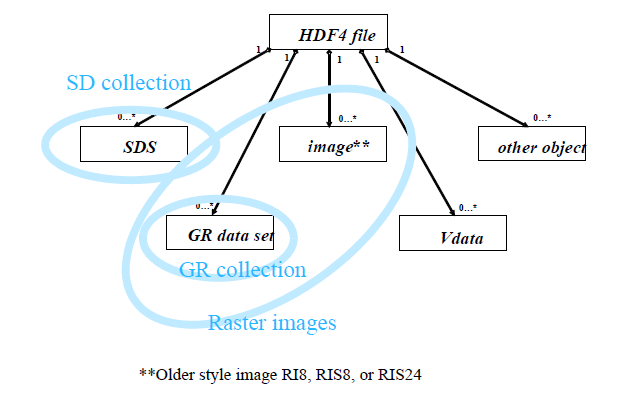 HDF4 file
1
1
1
1
1
SD collection
0...*
0...*
0...*
SDS
image**
other object
0...*
0...*
GR data set
Vdata
GR collection
Raster images
**Older style image RI8, RIS8, or RIS24